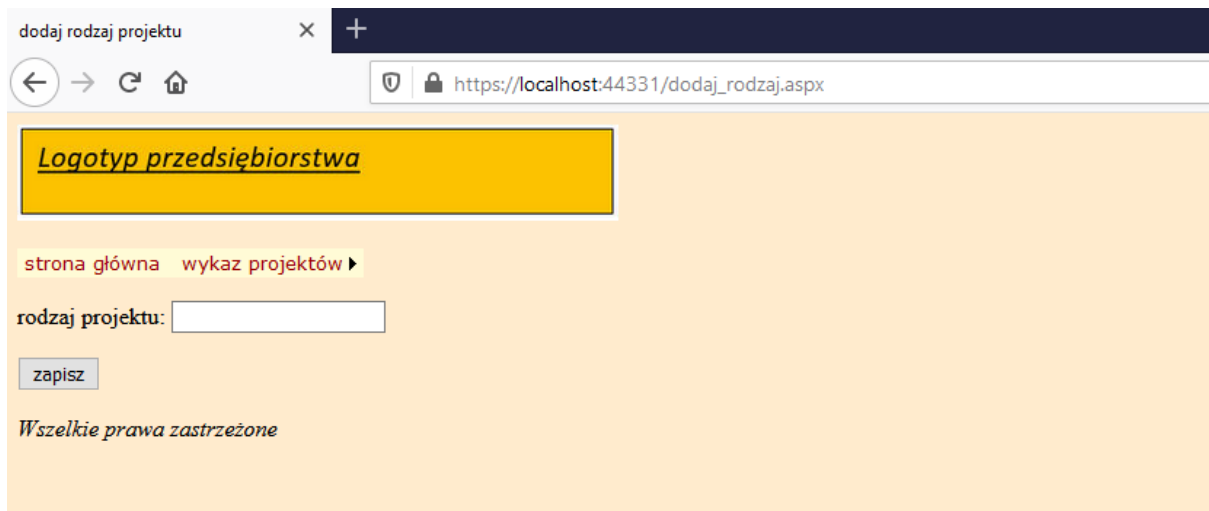 dodaj rodzaj projektu
https://localhost:44331/dodaj_rodzaj.aspx
Logotyp przedsiębiorstwa
strona główna wykaz projektów
rodzaj projektu:
zapisz
Wszelkie prawa zastrzeżone